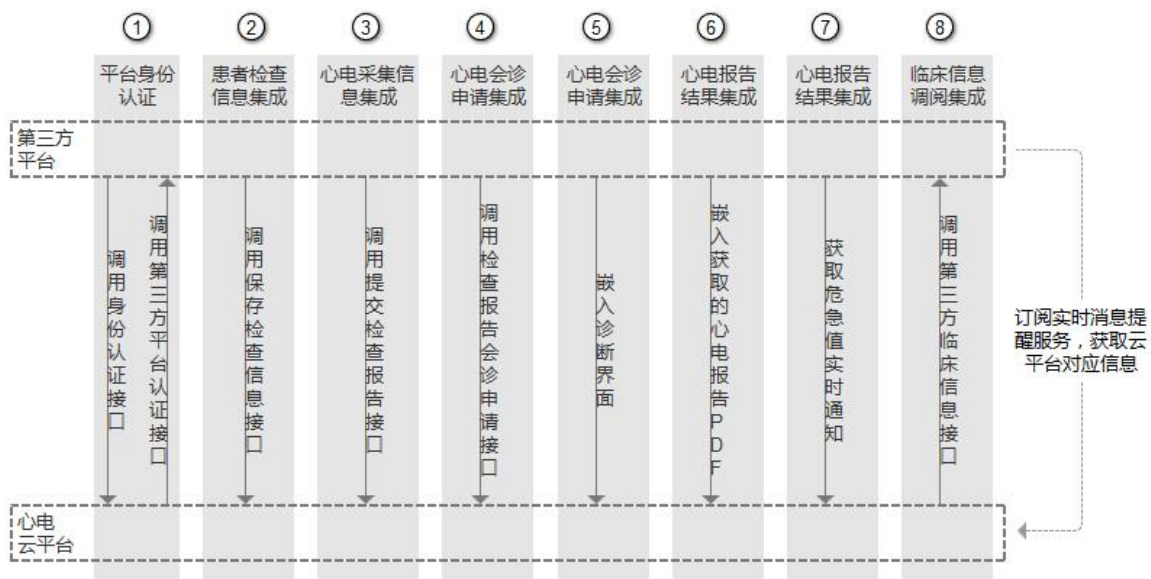 ① ② ③ ④ ⑤ ⑥ ⑦ ⑧
平台身份
认证
患者检查
信息集成
心电采集信
息集成
心电会诊
申请集成
心电会诊
申请集成
心电报告
结果集成
心电报告
结果集成
临床信息
调阅集成
第三方
平台
调用身份认证接口
调用第三方平台认证接口
调用保存检查信息接口
调用提交检查报告接口
调用检查报告会诊申请接口
嵌入诊断界面
嵌入获取的心电报告PDF
获取危急值实时通知
调用第三方临床信息接口
订阅实时消息提
醒服务，获取云
平台对应信息
心电
云平台